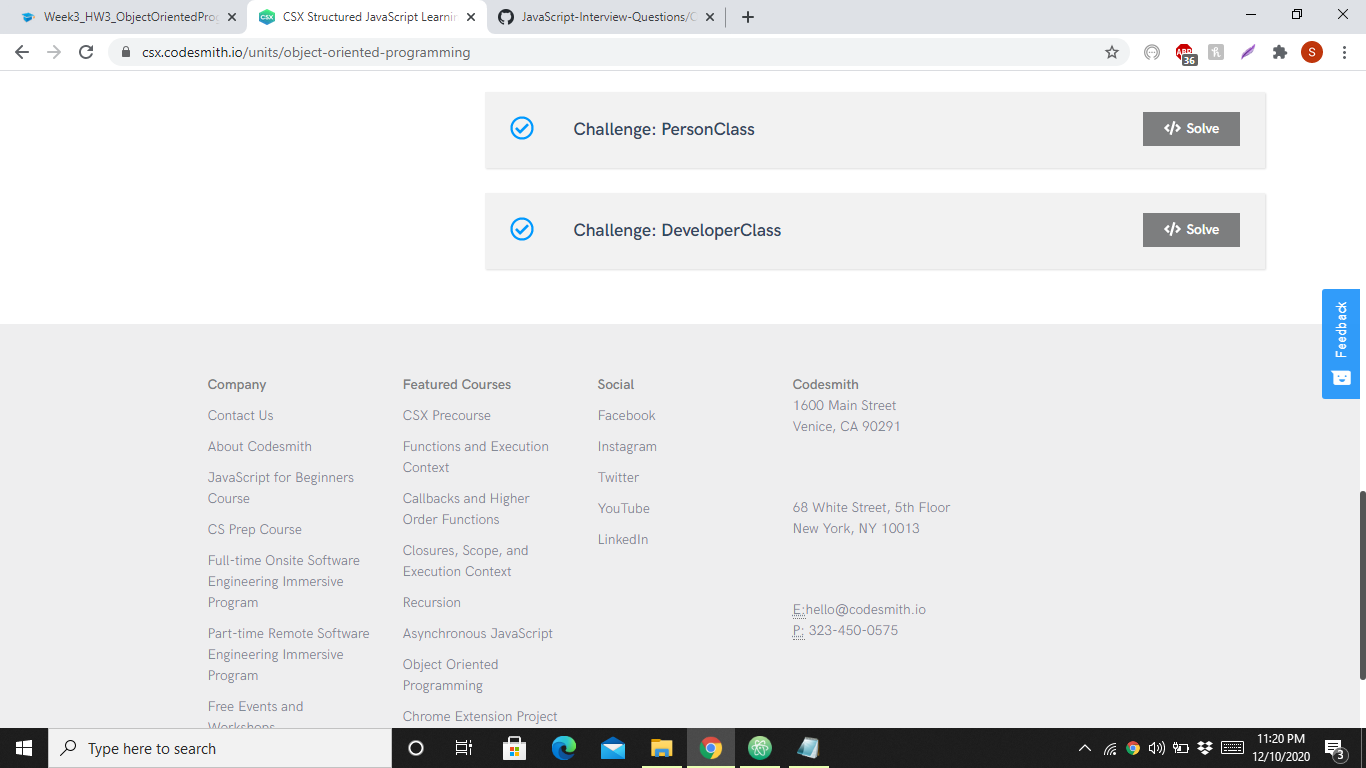 Week3_HW3_ObjectOrientedPro
CSX Structured JavaScript Learnin
JavaScript-Interview-Questions/C
csx.codesmith.io/units/object-oriented-programming
ABP
36
S
Challenge: PersonClass
</> Solve
Challenge: DeveloperClass
</> Solve
Feedback
Company
Contact Us
About Codesmith
JavaScript for Beginners
Course
CS Prep Course
Full-time Onsite Software
Engineering Immersive
Program
Part-time Remote Software
Engineering Immersive
Program
Free Events and
Workshops
Featured Courses
CSX Precourse
Functions and Execution
Context
Callbacks and Higher
Order Functions
Closures, Scope, and
Execution Context
Recursion
Asynchronous JavaScript
Object Oriented
Programming
Chrome Extension Project
Social
Facebook
Instagram
Twitter
YouTube
LinkedIn
Codesmith
1600 Main Street
Venice, CA 90291
68 White Street, 5th Floor
New York, NY 10013
E:hello@codesmith.io
P: 323-450-0575
Type here to search
11:20 PM
12/10/2020
3